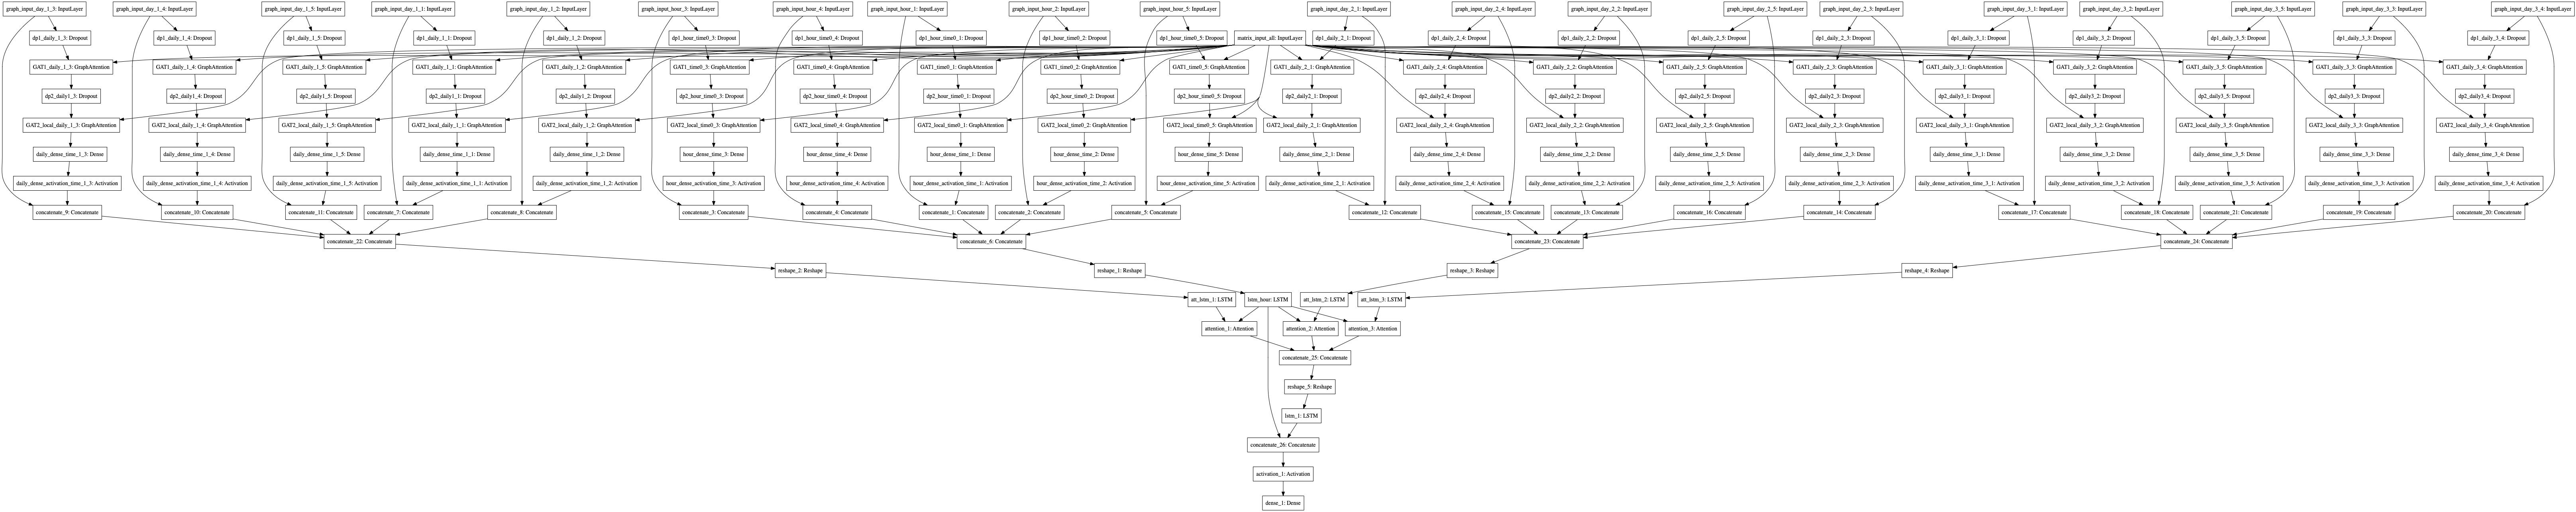 graph_input_day_1_3: InputLayer
graph_input_day_1_4: InputLayer
graph_input_day_1_5: InputLayer
graph_input_day_1_1: InputLayer
graph_input_day_1_2: InputLayer
graph_input_hour_3: InputLayer
graph_input_hour_4: InputLayer
graph_input_hour_1: InputLayer
graph_input_hour_2: InputLayer
graph_input_hour_5: InputLayer
graph_input_day_2_1: InputLayer
graph_input_day_2_4: InputLayer
graph_input_day_2_2: InputLayer
graph_input_day_2_5: InputLayer
graph_input_day_2_3: InputLayer
graph_input_day_3_1: InputLayer
graph_input_day_3_2: InputLayer
graph_input_day_3_5: InputLayer
graph_input_day_3_3: InputLayer
graph_input_day_3_4: InputLayer
dp1_daily_1_3: Dropout
dp1_daily_1_4: Dropout
dp1_daily_1_5: Dropout
dp1_daily_1_1: Dropout
dp1_daily_1_2: Dropout
dp1_hour_time0_3: Dropout
dp1_hour_time0_4: Dropout
dp1_hour_time0_1: Dropout
dp1_hour_time0_2: Dropout
dp1_hour_time0_5: Dropout
matrix_input_all: InputLayer
dp1_daily_2_1: Dropout
dp1_daily_2_4: Dropout
dp1_daily_2_2: Dropout
dp1_daily_2_5: Dropout
dp1_daily_2_3: Dropout
dp1_daily_3_1: Dropout
dp1_daily_3_2: Dropout
dp1_daily_3_5: Dropout
dp1_daily_3_3: Dropout
dp1_daily_3_4: Dropout
GAT1_daily_1_3: GraphAttention
GAT1_daily_1_4: GraphAttention
GAT1_daily_1_5: GraphAttention
GAT1_daily_1_1: GraphAttention
GAT1_daily_1_2: GraphAttention
GAT1_time0_3: GraphAttention
GAT1_time0_4: GraphAttention
GAT1_time0_1: GraphAttention
GAT1_time0_2: GraphAttention
GAT1_time0_5: GraphAttention
GAT1_daily_2_1: GraphAttention
GAT1_daily_2_4: GraphAttention
GAT1_daily_2_2: GraphAttention
GAT1_daily_2_5: GraphAttention
GAT1_daily_2_3: GraphAttention
GAT1_daily_3_1: GraphAttention
GAT1_daily_3_2: GraphAttention
GAT1_daily_3_5: GraphAttention
GAT1_daily_3_3: GraphAttention
GAT1_daily_3_4: GraphAttention
dp2_daily1_3: Dropout
dp2_daily1_4: Dropout
dp2_daily1_5: Dropout
dp2_daily1_1: Dropout
dp2_daily1_2: Dropout
dp2_hour_time0_3: Dropout
dp2_hour_time0_4: Dropout
dp2_hour_time0_1: Dropout
dp2_hour_time0_2: Dropout
dp2_hour_time0_5: Dropout
dp2_daily2_1: Dropout
dp2_daily2_4: Dropout
dp2_daily2_2: Dropout
dp2_daily2_5: Dropout
dp2_daily2_3: Dropout
dp2_daily3_1: Dropout
dp2_daily3_2: Dropout
dp2_daily3_5: Dropout
dp2_daily3_3: Dropout
dp2_daily3_4: Dropout
GAT2_local_daily_1_3: GraphAttention
GAT2_local_daily_1_4: GraphAttention
GAT2_local_daily_1_5: GraphAttention
GAT2_local_daily_1_1: GraphAttention
GAT2_local_daily_1_2: GraphAttention
GAT2_local_time0_3: GraphAttention
GAT2_local_time0_4: GraphAttention
GAT2_local_time0_1: GraphAttention
GAT2_local_time0_2: GraphAttention
GAT2_local_time0_5: GraphAttention
GAT2_local_daily_2_1: GraphAttention
GAT2_local_daily_2_4: GraphAttention
GAT2_local_daily_2_2: GraphAttention
GAT2_local_daily_2_5: GraphAttention
GAT2_local_daily_2_3: GraphAttention
GAT2_local_daily_3_1: GraphAttention
GAT2_local_daily_3_2: GraphAttention
GAT2_local_daily_3_5: GraphAttention
GAT2_local_daily_3_3: GraphAttention
GAT2_local_daily_3_4: GraphAttention
daily_dense_time_1_3: Dense
daily_dense_time_1_4: Dense
daily_dense_time_1_5: Dense
daily_dense_time_1_1: Dense
daily_dense_time_1_2: Dense
hour_dense_time_3: Dense
hour_dense_time_4: Dense
hour_dense_time_1: Dense
hour_dense_time_2: Dense
hour_dense_time_5: Dense
daily_dense_time_2_1: Dense
daily_dense_time_2_4: Dense
daily_dense_time_2_2: Dense
daily_dense_time_2_5: Dense
daily_dense_time_2_3: Dense
daily_dense_time_3_1: Dense
daily_dense_time_3_2: Dense
daily_dense_time_3_5: Dense
daily_dense_time_3_3: Dense
daily_dense_time_3_4: Dense
daily_dense_activation_time_1_3: Activation
daily_dense_activation_time_1_4: Activation
daily_dense_activation_time_1_5: Activation
daily_dense_activation_time_1_1: Activation
daily_dense_activation_time_1_2: Activation
hour_dense_activation_time_3: Activation
hour_dense_activation_time_4: Activation
hour_dense_activation_time_1: Activation
hour_dense_activation_time_2: Activation
hour_dense_activation_time_5: Activation
daily_dense_activation_time_2_1: Activation
daily_dense_activation_time_2_4: Activation
daily_dense_activation_time_2_2: Activation
daily_dense_activation_time_2_5: Activation
daily_dense_activation_time_2_3: Activation
daily_dense_activation_time_3_1: Activation
daily_dense_activation_time_3_2: Activation
daily_dense_activation_time_3_5: Activation
daily_dense_activation_time_3_3: Activation
daily_dense_activation_time_3_4: Activation
concatenate_9: Concatenate
concatenate_10: Concatenate
concatenate_11: Concatenate
concatenate_7: Concatenate
concatenate_8: Concatenate
concatenate_3: Concatenate
concatenate_4: Concatenate
concatenate_1: Concatenate
concatenate_2: Concatenate
concatenate_5: Concatenate
concatenate_12: Concatenate
concatenate_15: Concatenate
concatenate_13: Concatenate
concatenate_16: Concatenate
concatenate_14: Concatenate
concatenate_17: Concatenate
concatenate_18: Concatenate
concatenate_21: Concatenate
concatenate_19: Concatenate
concatenate_20: Concatenate
concatenate_22: Concatenate
concatenate_6: Concatenate
concatenate_23: Concatenate
concatenate_24: Concatenate
reshape_2: Reshape
reshape_1: Reshape
reshape_3: Reshape
reshape_4: Reshape
att_lstm_1: LSTM
lstm_hour: LSTM
att_lstm_2: LSTM
att_lstm_3: LSTM
attention_1: Attention
attention_2: Attention
attention_3: Attention
concatenate_25: Concatenate
reshape_5: Reshape
lstm_1: LSTM
concatenate_26: Concatenate
activation_1: Activation
dense_1: Dense